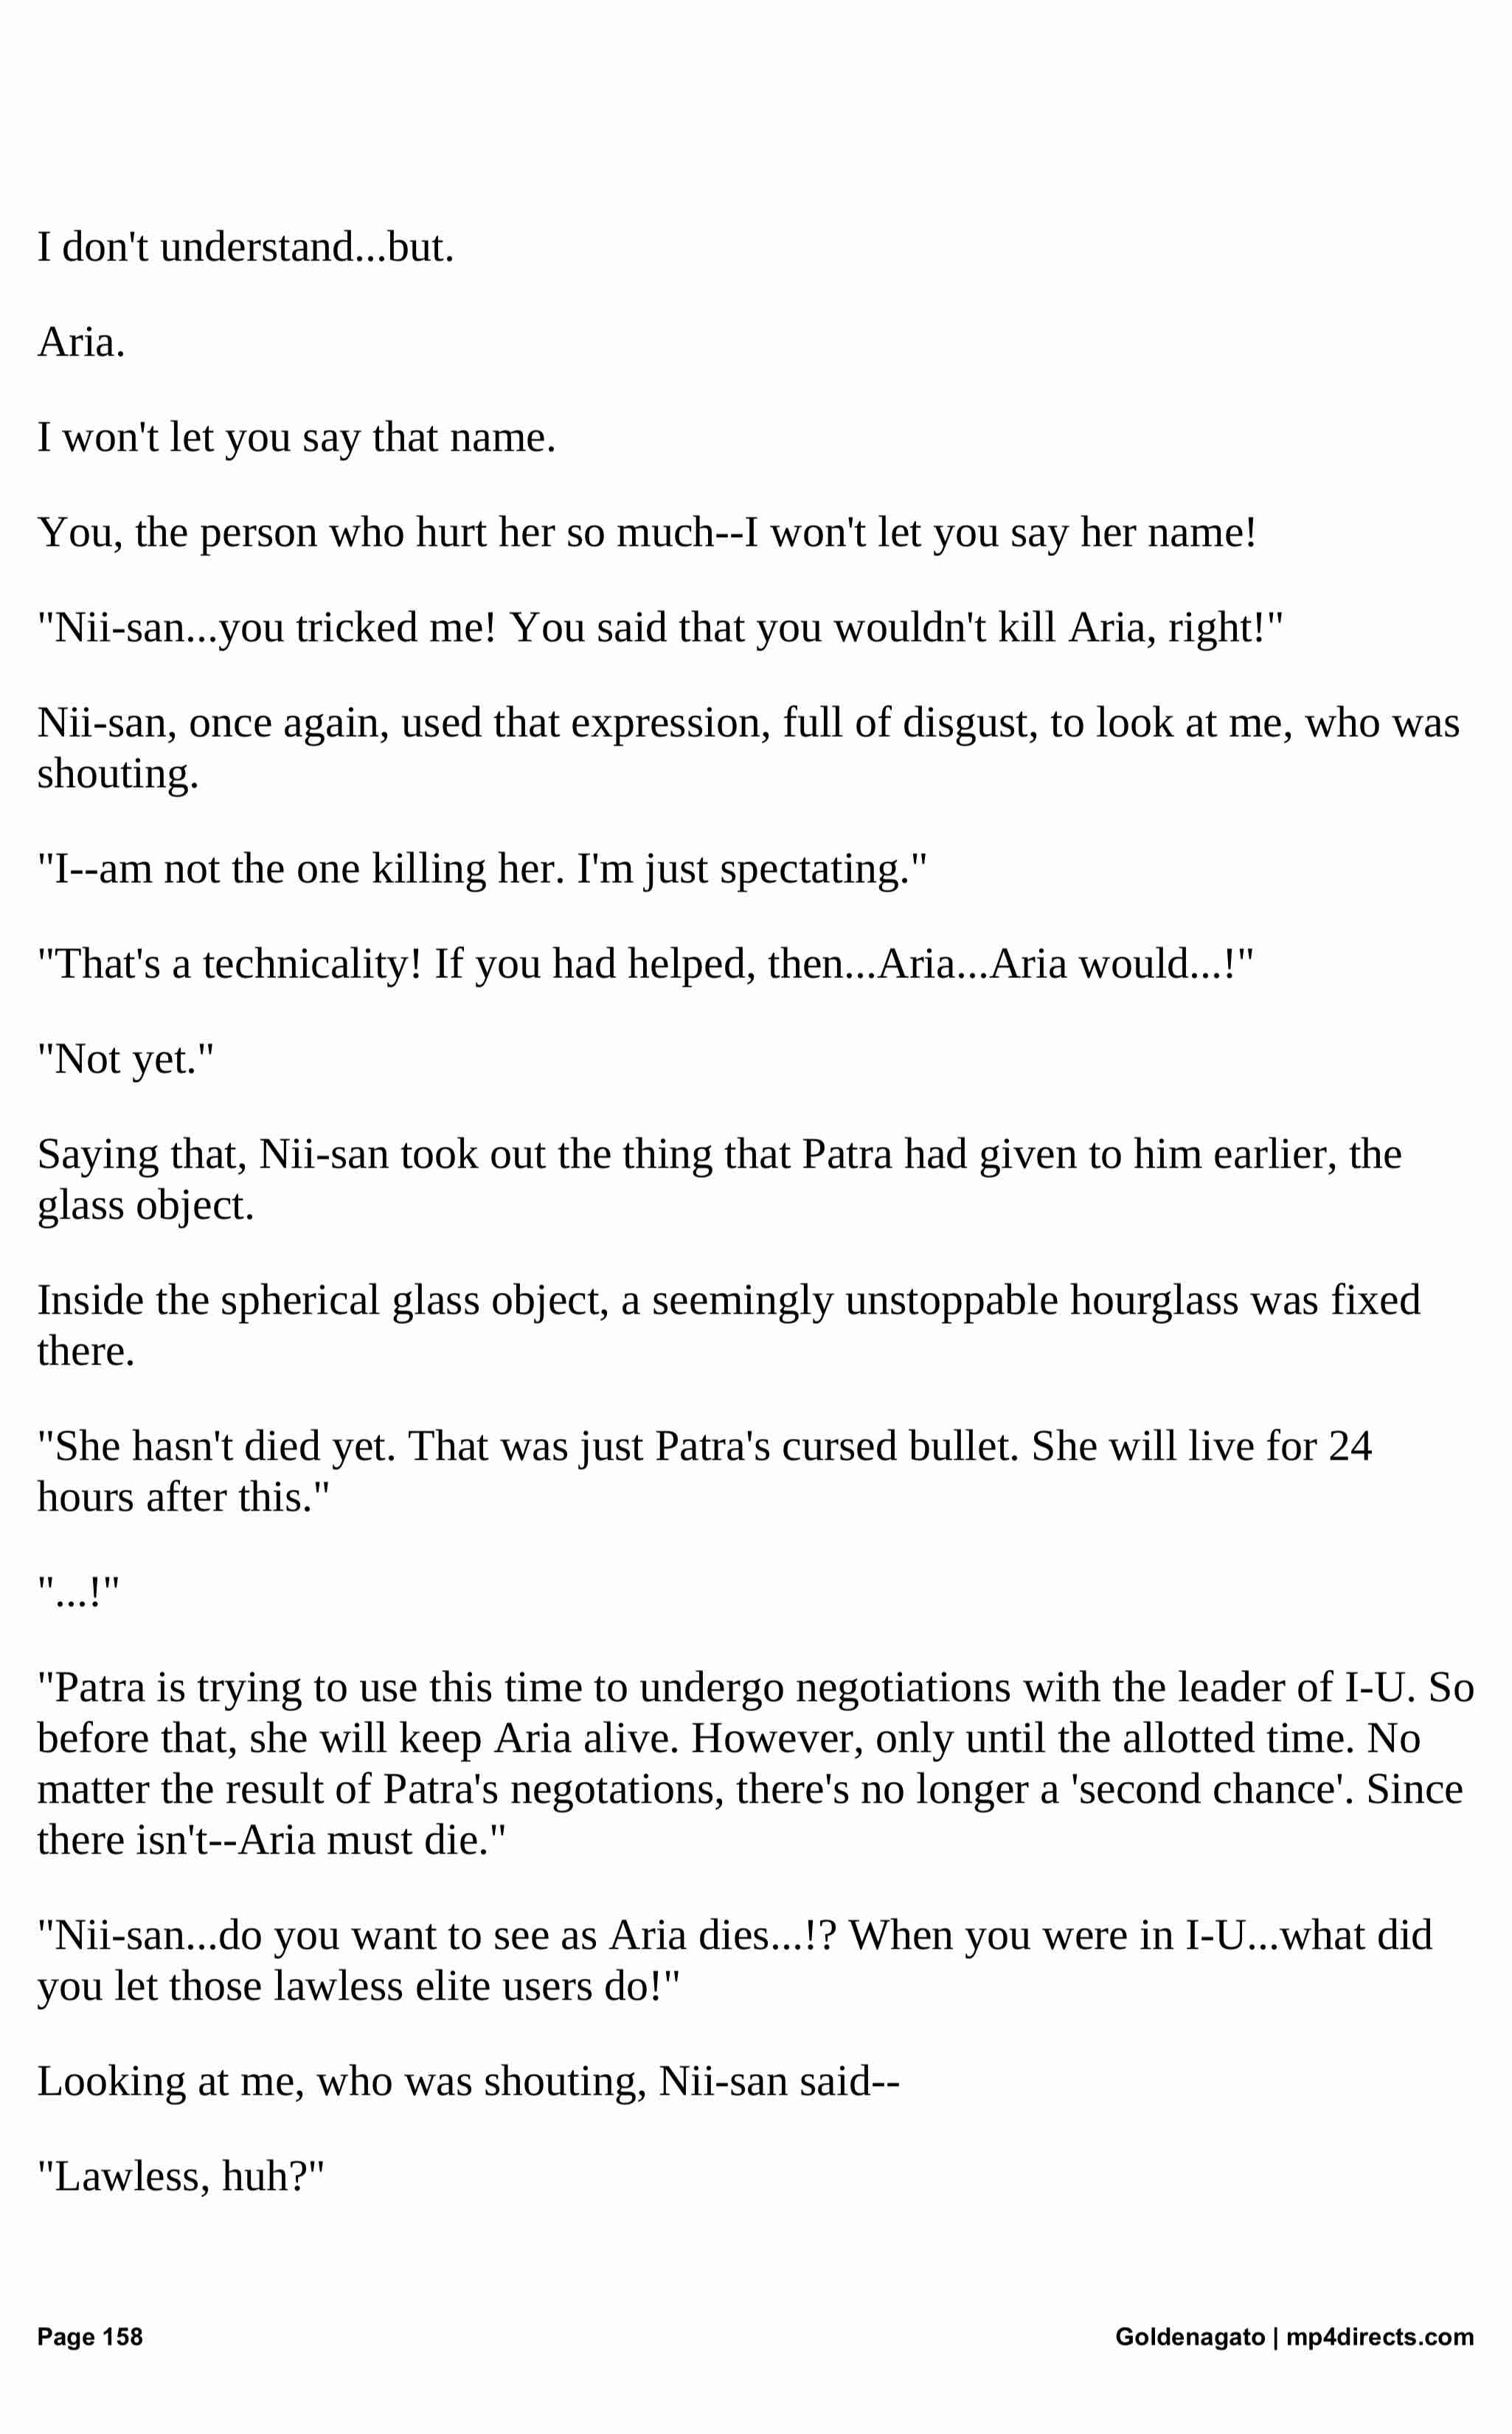 I don't understand...but.
Aria.
I won't let you say that name.
You, the person who hurt her so much--I won't let you say her name!
"Nii-san...you tricked me! You said that you wouldn't kill Aria, right!"
Nii-san, once again, used that expression, full of disgust, to look at me, who was
shouting.
"I--am not the one killing her. I'm just spectating."
"That's a technicality! If you had helped, then...Aria...Aria would...!"
"Not yet."
Saying that, Nii-san took out the thing that Patra had given to him earlier, the
glass object.
Inside the spherical glass object, a seemingly unstoppable hourglass was fixed
there.
"She hasn't died yet. That was just Patra's cursed bullet. She will live for 24
hours after this."
"...!"
"Patra is trying to use this time to undergo negotiations with the leader of I-U. So
before that, she will keep Aria alive. However, only until the allotted time. No
matter the result of Patra's negotations, there's no longer a 'second chance'. Since
there isn't--Aria must die."
"Nii-san...do you want to see as Aria dies...!? When you were in I-U...what did
you let those lawless elite users do!"
Looking at me, who was shouting, Nii-san said--
"Lawless, huh?"
Page 158
Goldenagato | mp4directs.com